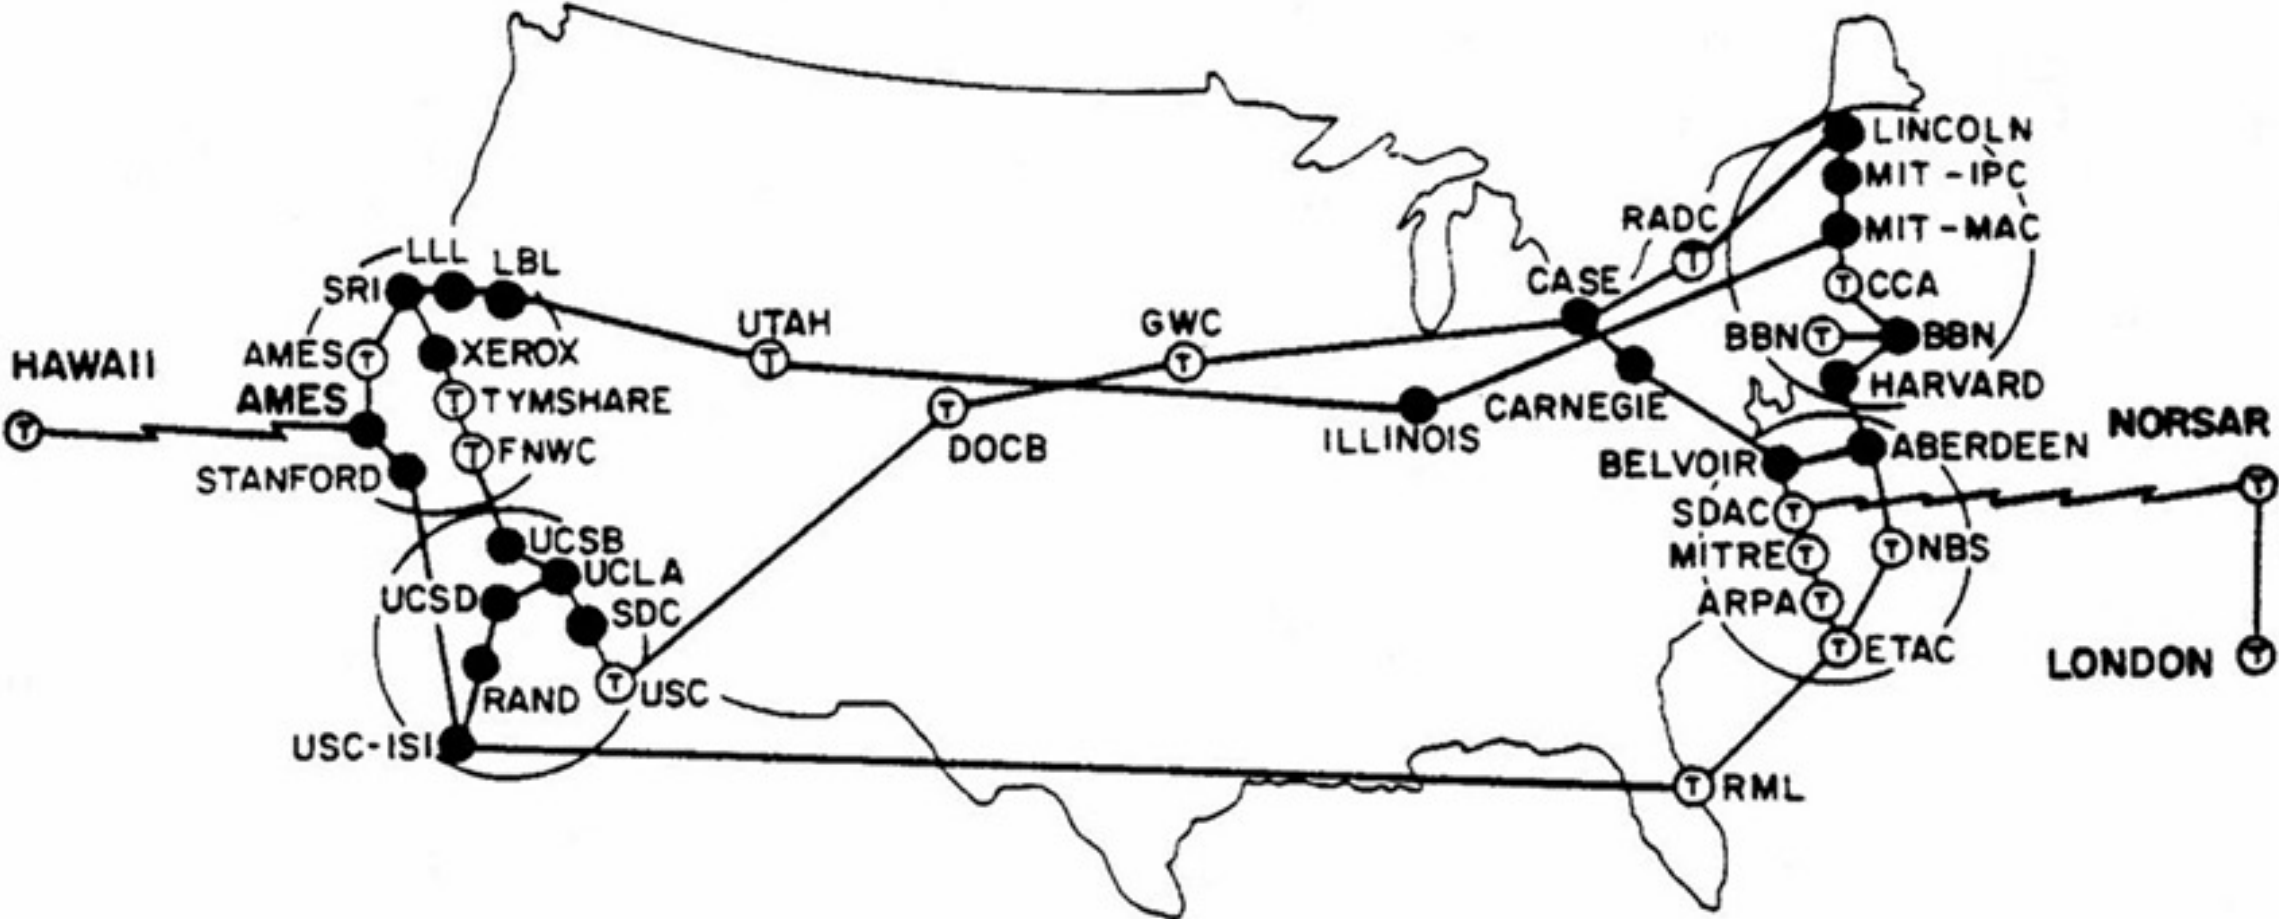 LINCOLN
MIT-IPC
RADC
MIT-MAC
LLL
LBL
SRI
CASE
T
T
CCA
UTAH
GWC
BBN
T
BBN
AMES
T
XEROX
T
T
HAWAII
HARVARD
AMES
T
TYMSHARE
T
CARNEGIE
NORSAR
T
DOCB
ILLINOIS
ABERDEEN
T
FNWC
BELVOIR
STANFORD
T
SDAC
T
UCSB
MITRE
T
T
NBS
UCLA
UCSD
ARPA
T
SDC
T
ETAC
LONDON
T
RAND
T
USC
USC-ISI
T
RML